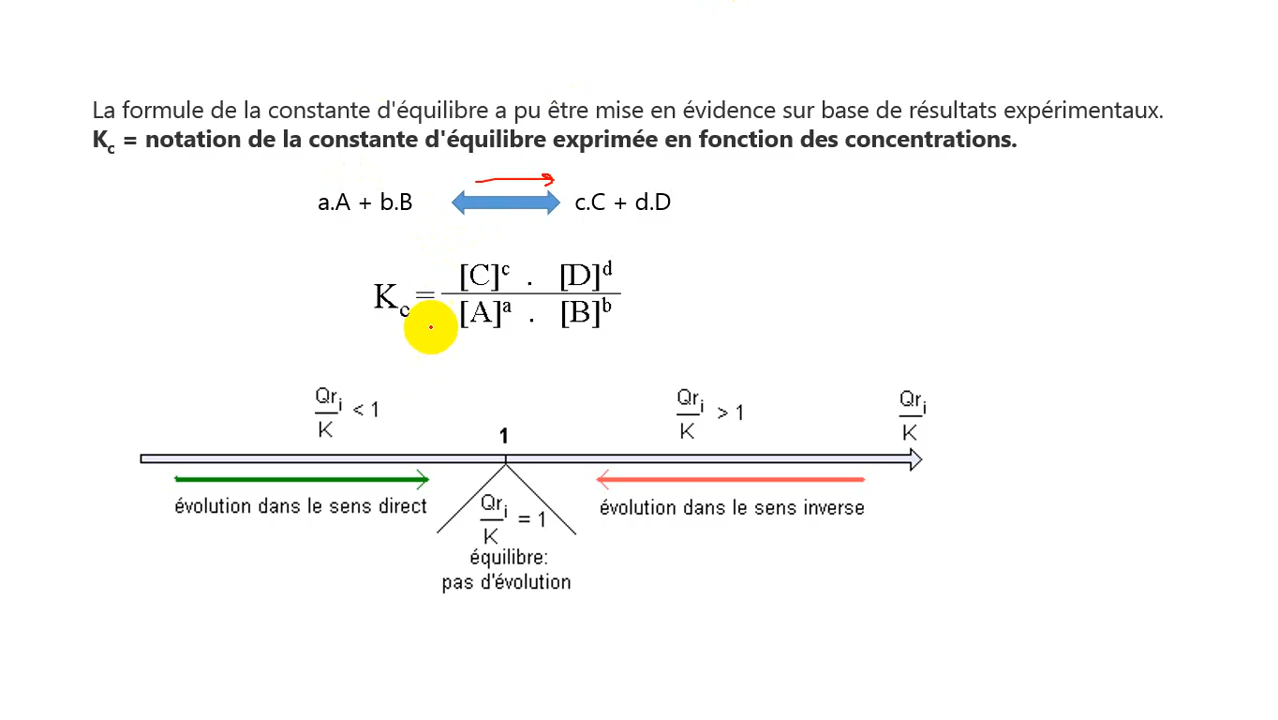 La formule de la constante d'équilibre a pu être mise en évidence sur base de résultats expérimentaux.
Kc = notation de la constante d'équilibre exprimée en fonction des concentrations.
a.A + b.B c.C + d.D
[C]ᶜ . [D]ᵈ
Kc =
[A]ᵃ . [B]ᵇ
Qri/K < 1 Qri/K > 1 Qri/K
1
évolution dans le sens direct évolution dans le sens inverse
Qri/K = 1
équilibre:
pas d'évolution